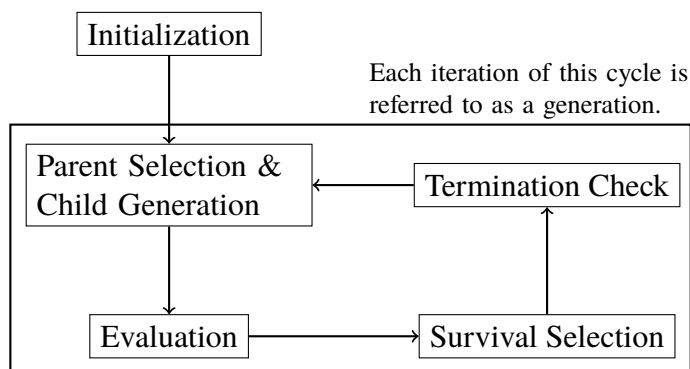 Initialization
Each iteration of this cycle is
referred to as a generation.
Parent Selection &
Child Generation
Termination Check
Evaluation
Survival Selection